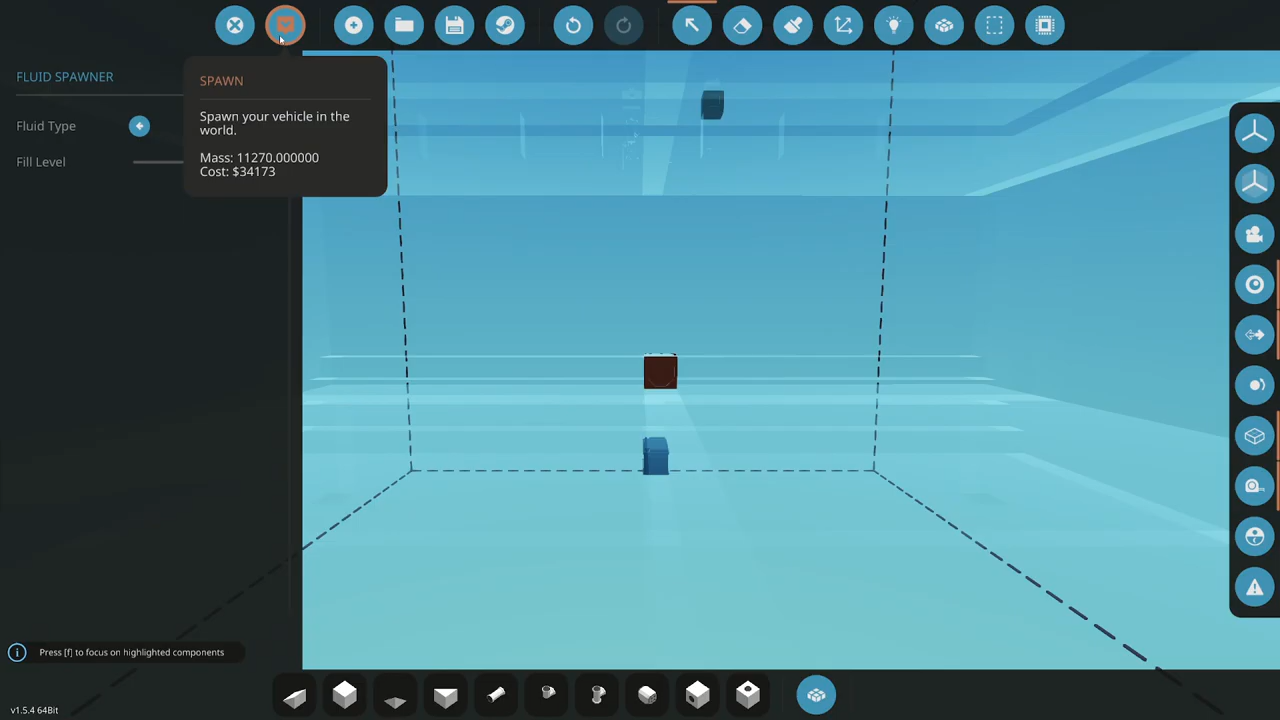 FLUID SPAWNER
Fluid Type
Fill Level
SPAWN
Spawn your vehicle in the
world.
Mass: 11270.000000
Cost: $34173
Press [f] to focus on highlighted components
v1.5.4 64Bit